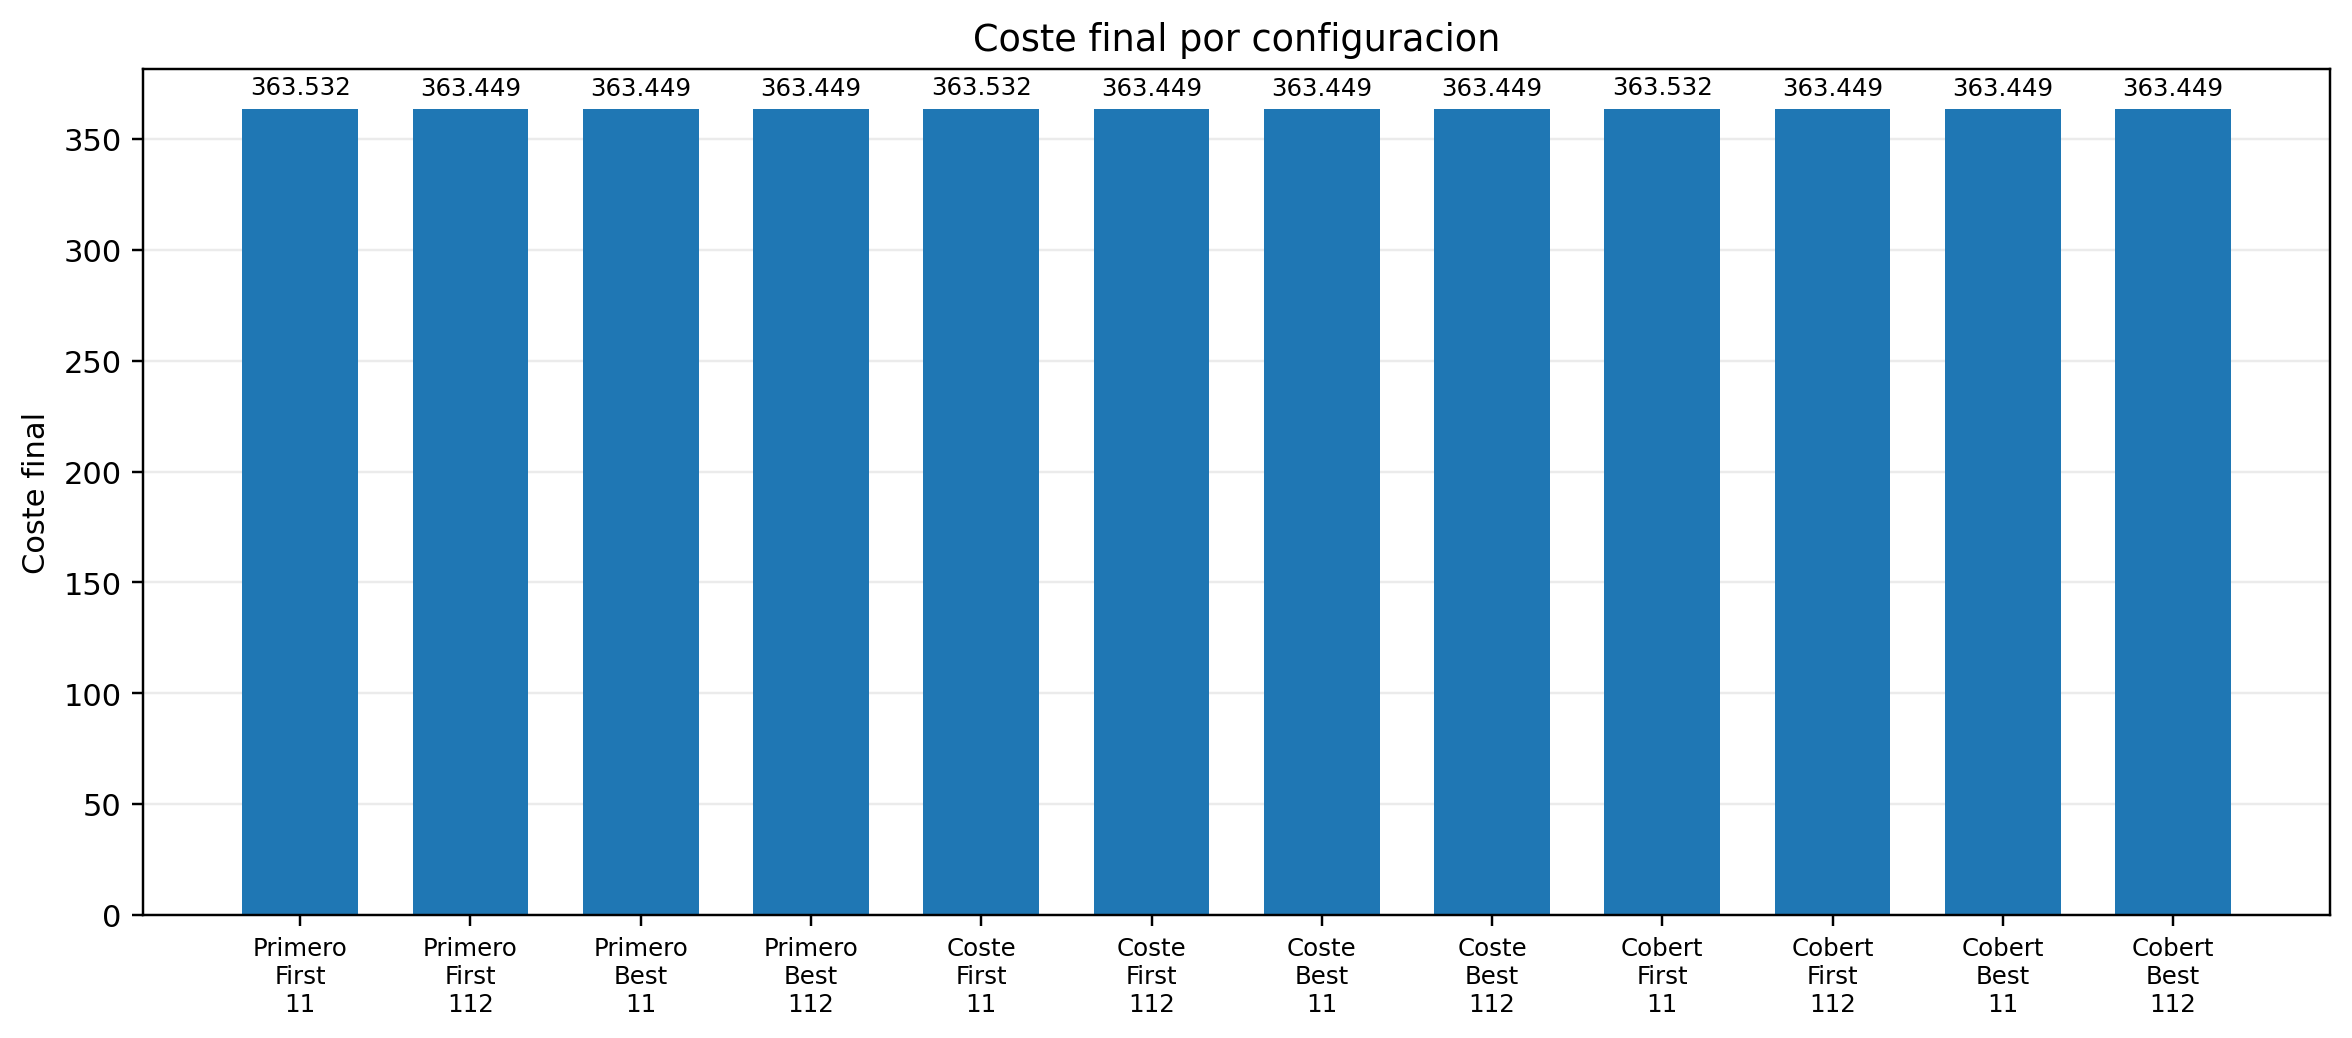 Coste final por configuracion
363.532 363.449 363.449 363.449 363.532 363.449 363.449 363.449 363.532 363.449 363.449 363.449
350
300
250
200
150
100
50
0
Coste final
Primero Primero Primero Primero Coste Coste Coste Coste Cobert Cobert Cobert Cobert
First First Best Best First First Best Best First First Best Best
11 112 11 112 11 112 11 112 11 112 11 112